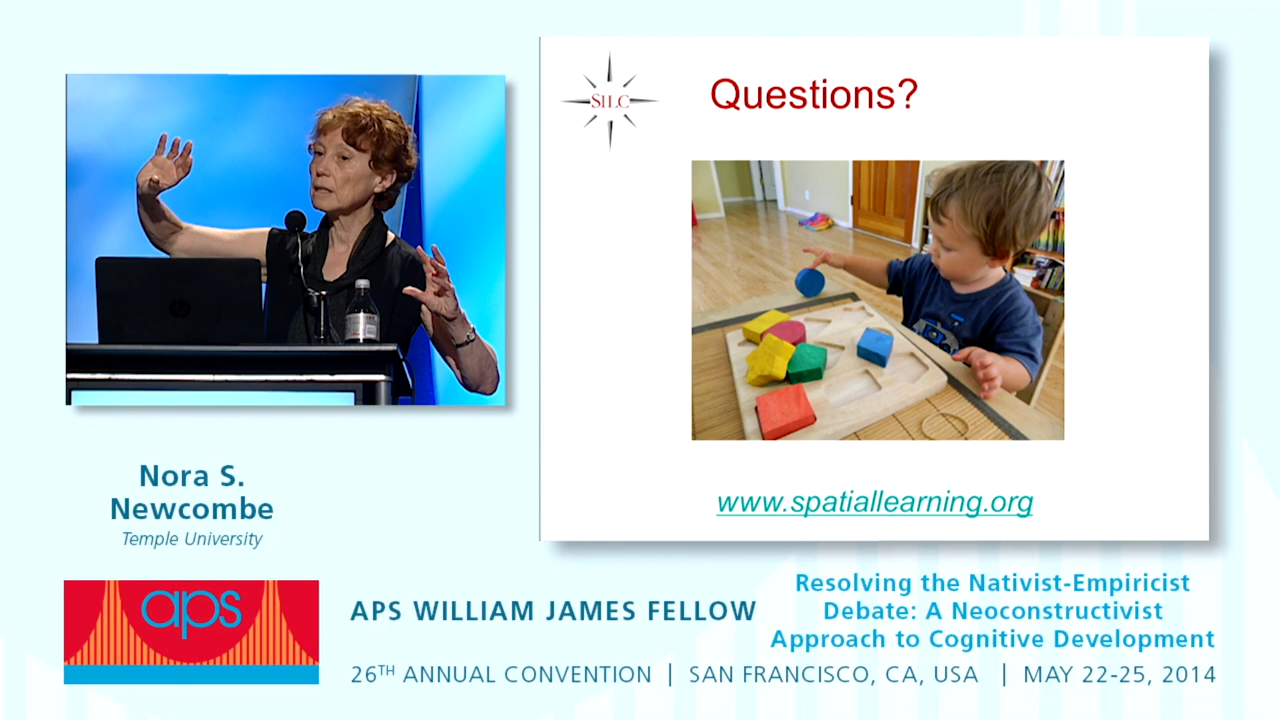 SILC
Questions?
www.spatiallearning.org
Nora S.
Newcombe
Temple University
aps
APS WILLIAM JAMES FELLOW
Resolving the Nativist-Empiricist
Debate: A Neoconstructivist
Approach to Cognitive Development
26TH ANNUAL CONVENTION | SAN FRANCISCO, CA, USA | MAY 22-25, 2014